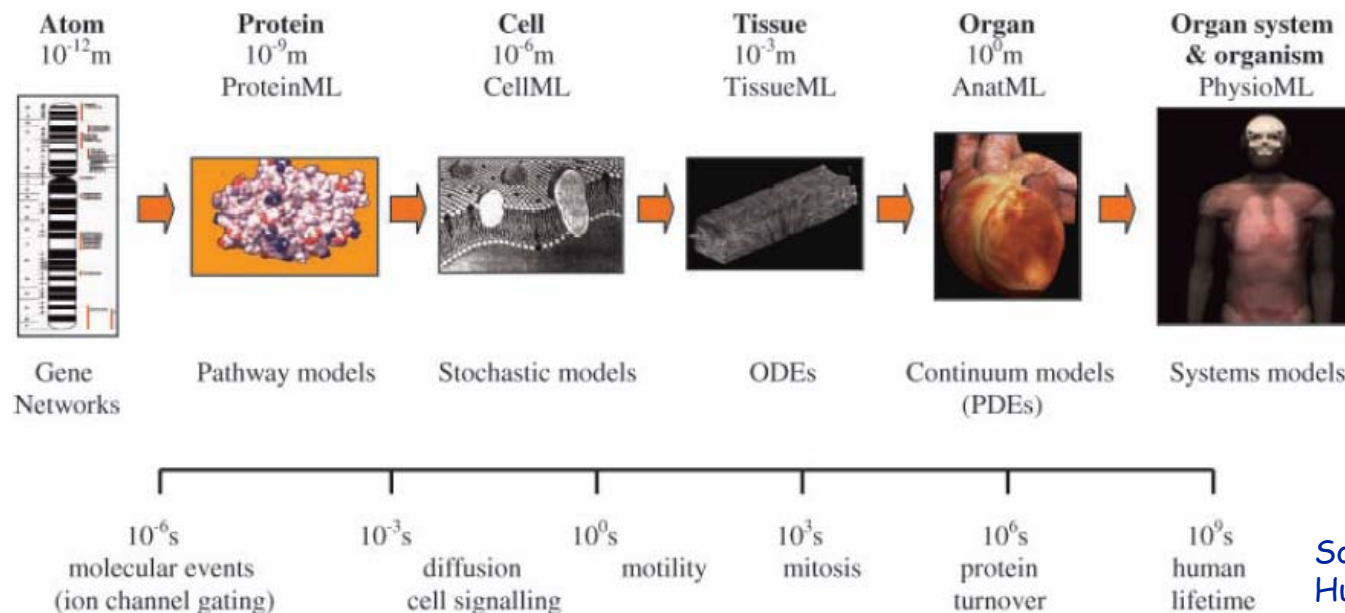 Atom
10⁻¹²m
Protein
10⁻⁹m
ProteinML
Cell
10⁻⁶m
CellML
Tissue
10⁻³m
TissueML
Organ
10⁰m
AnatML
Organ system
& organism
PhysioML
Gene
Networks
Pathway models
Stochastic models
ODEs
Continuum models
(PDEs)
Systems models
10⁻⁶s
molecular events
(ion channel gating)
10⁻³s
diffusion
cell signalling
10⁰s
motility
10³s
mitosis
10⁶s
protein
turnover
10⁹s
human
lifetime